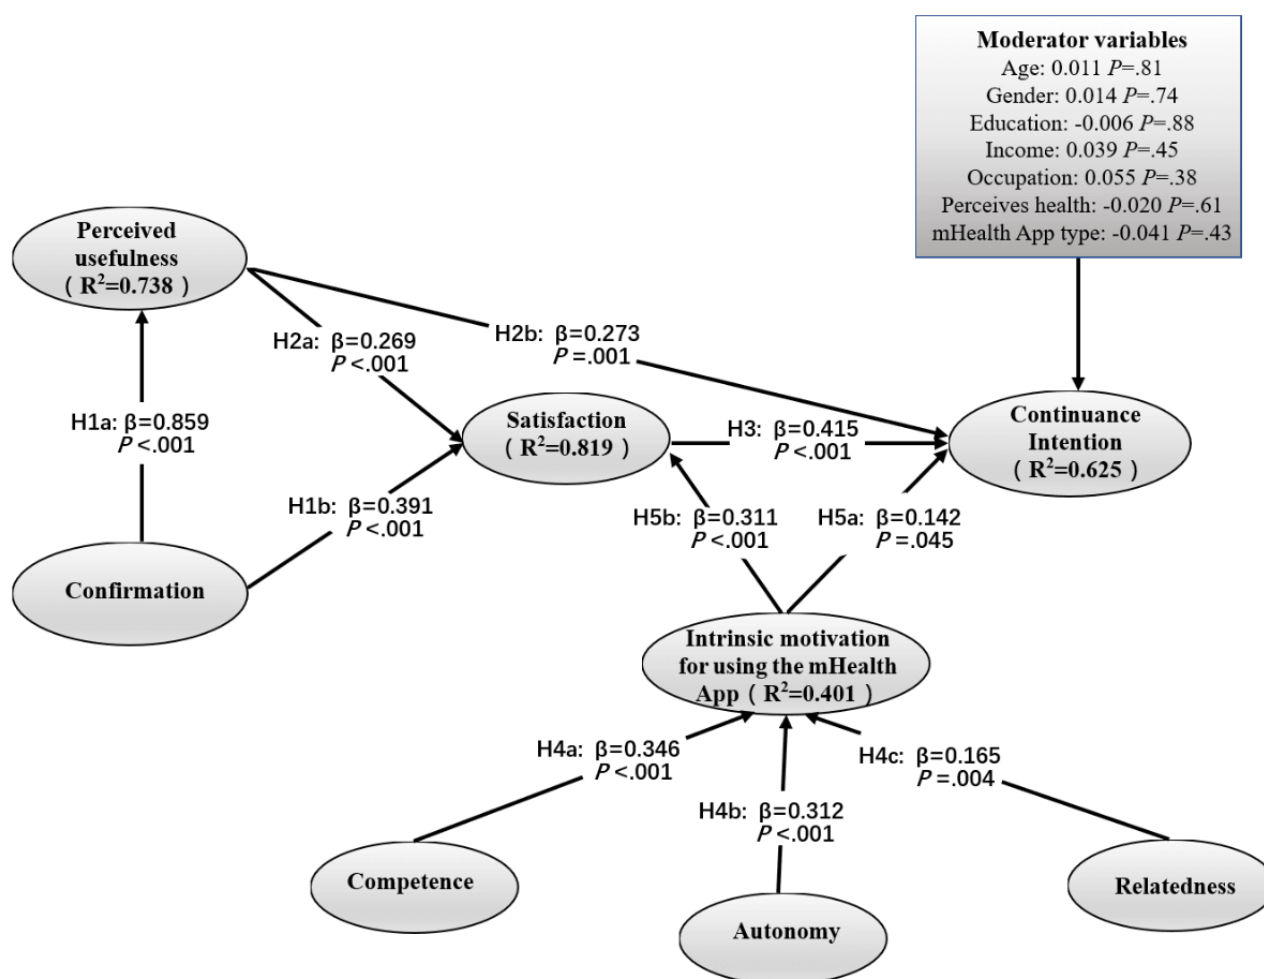 Moderator variables
Age: 0.011 P=.81
Gender: 0.014 P=.74
Education: -0.006 P=.88
Income: 0.039 P=.45
Occupation: 0.055 P=.38
Perceives health: -0.020 P=.61
mHealth App type: -0.041 P=.43
Perceived
usefulness
( R²=0.738 )
H2a: β=0.269
P<.001
H2b: β=0.273
P=.001
H1a: β=0.859
P<.001
Satisfaction
( R²=0.819 )
H3: β=0.415
P<.001
Continuance
Intention
( R²=0.625 )
H1b: β=0.391
P<.001
H5b: β=0.311
P<.001
H5a: β=0.142
P=.045
Confirmation
Intrinsic motivation
for using the mHealth
App ( R²=0.401 )
H4a: β=0.346
P<.001
H4b: β=0.312
P<.001
H4c: β=0.165
P=.004
Competence
Autonomy
Relatedness